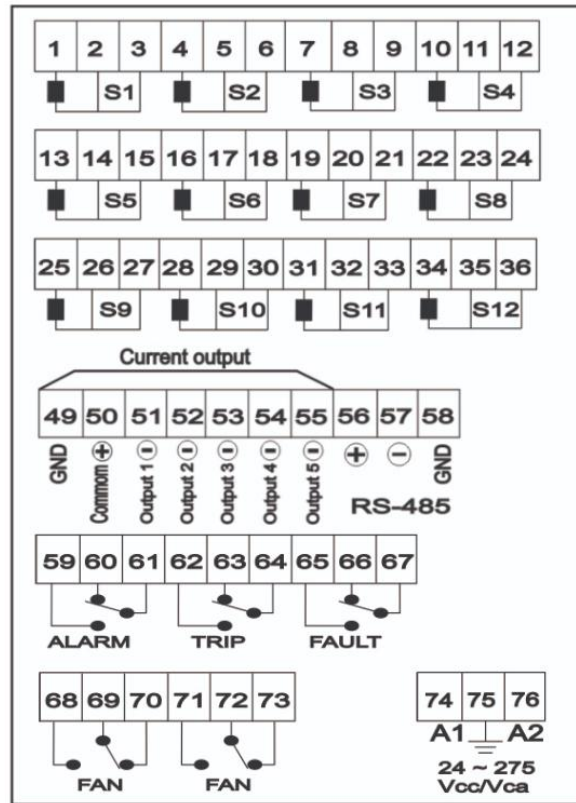 1 2 3 4 5 6 7 8 9 10 11 12
S1 S2 S3 S4
13 14 15 16 17 18 19 20 21 22 23 24
S5 S6 S7 S8
25 26 27 28 29 30 31 32 33 34 35 36
S9 S10 S11 S12
Current output
49 50 51 52 53 54 55 56 57 58
GND
Commom +
Output 1 -
Output 2 -
Output 3 -
Output 4 -
Output 5 -
+ -
GND
RS-485
59 60 61 62 63 64 65 66 67
ALARM TRIP FAULT
68 69 70 71 72 73 74 75 76
A1 A2
FAN FAN
24 ~ 275
Vcc/Vca